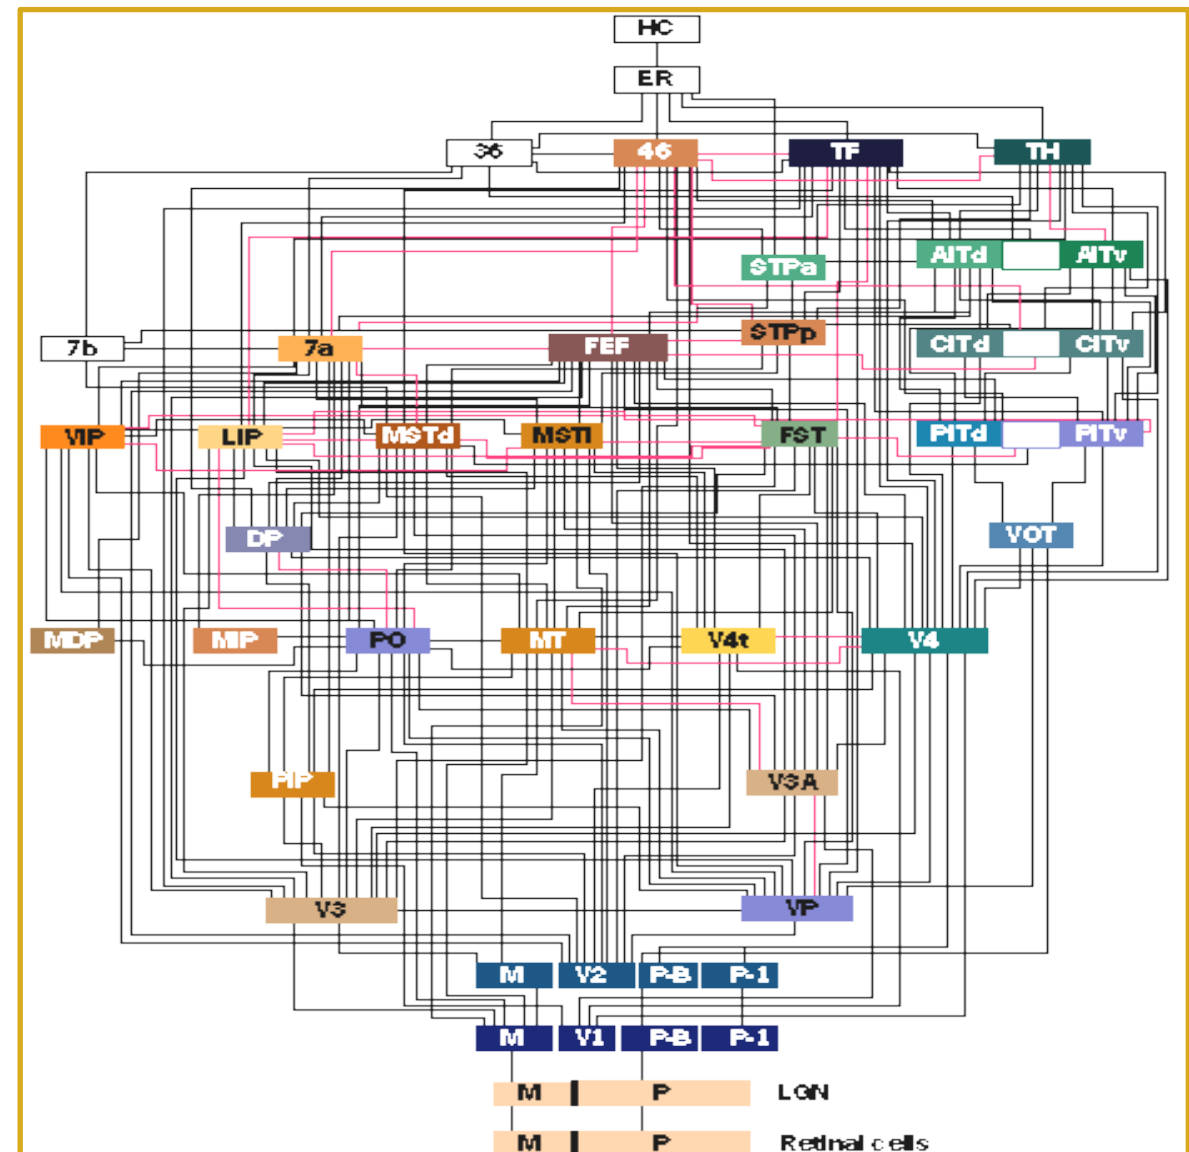 HC
ER
36 46 TF TH
STPa AITd AITv
7b 7a FEF STPp CITd CITv
VIP LIP MSTd MSTl FST PITd PITv
DP VOT
MDP MIP PO MT V4t V4
PIP V3A
V3 VP
M V2 P-B P-1
M V1 P-B P-1
M P LGN
M P Retinal cells